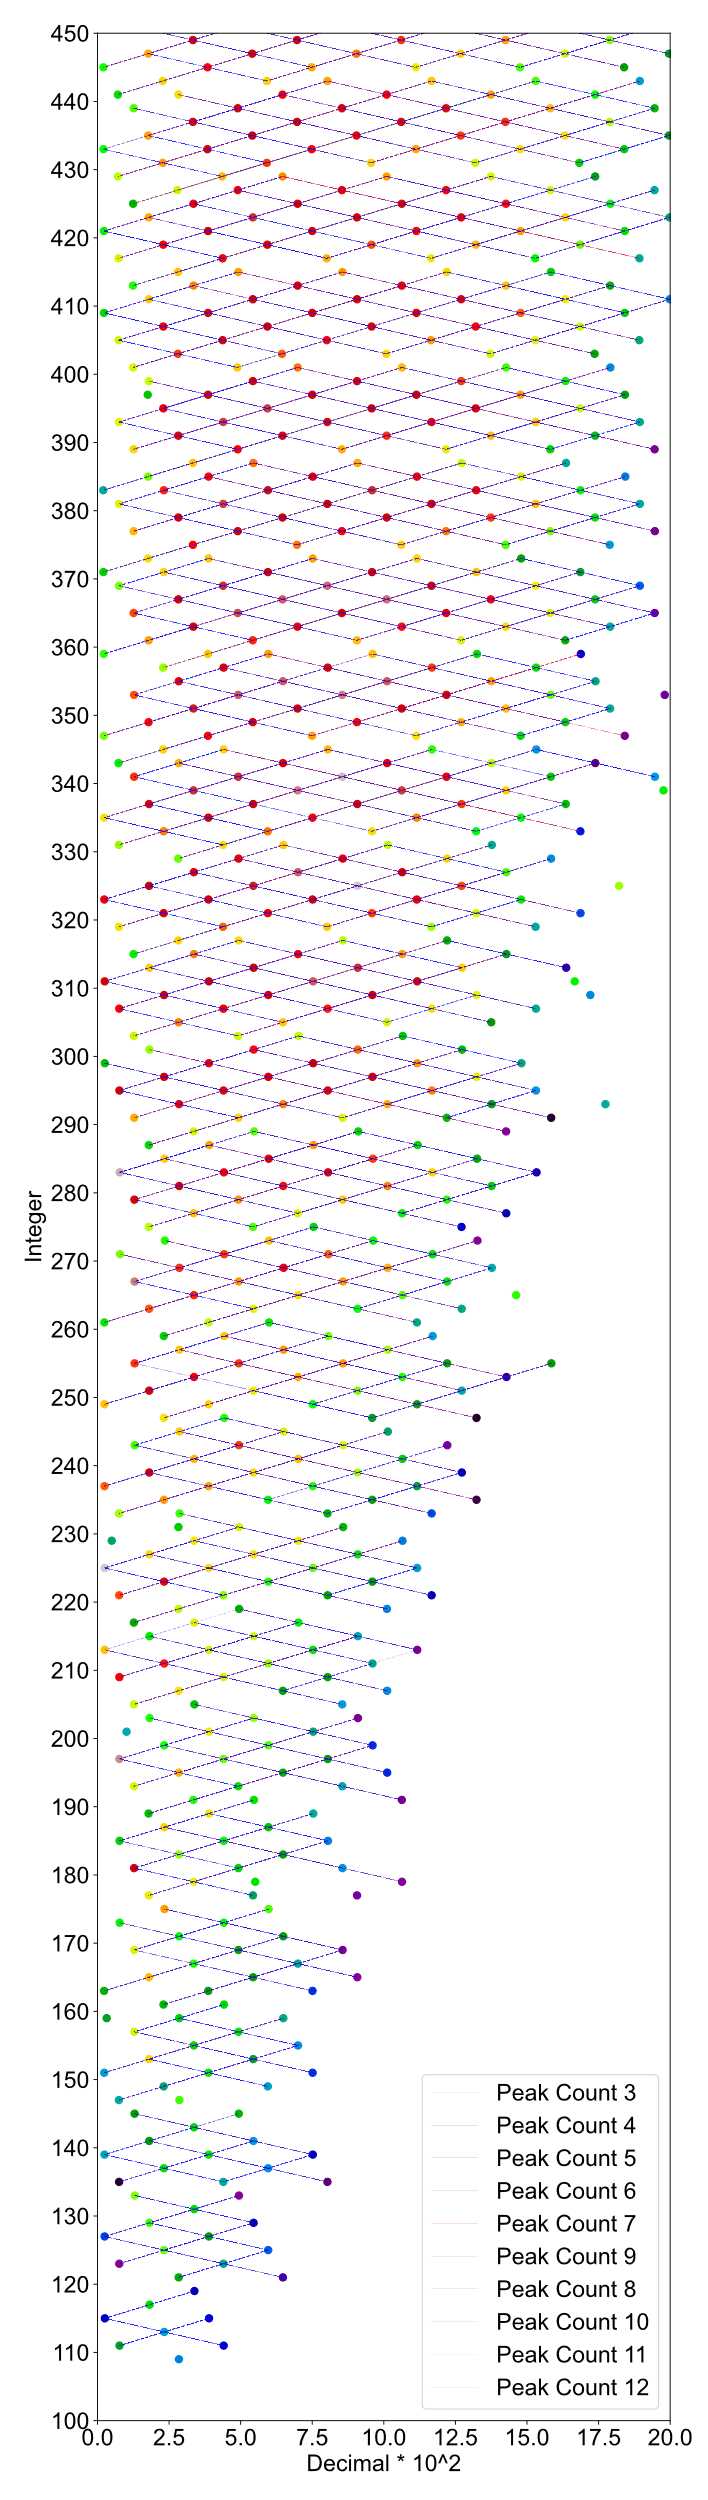 450
440
430
420
410
400
390
380
370
360
350
340
330
320
310
300
290
280
Integer
270
260
250
240
230
220
210
200
190
180
170
160
150
140
130
120
110
100
Peak Count 3
Peak Count 4
Peak Count 5
Peak Count 6
Peak Count 7
Peak Count 9
Peak Count 8
Peak Count 10
Peak Count 11
Peak Count 12
0.0 2.5 5.0 7.5 10.0 12.5 15.0 17.5 20.0
Decimal * 10^2